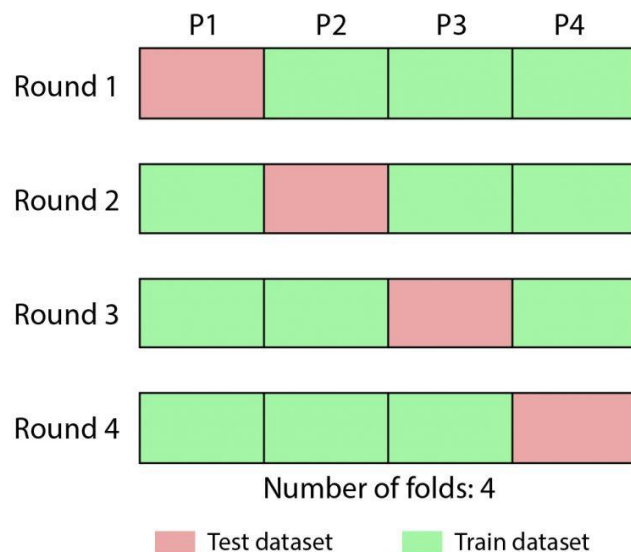 P1 P2 P3 P4
Round 1
Round 2
Round 3
Round 4
Number of folds: 4
Test dataset Train dataset